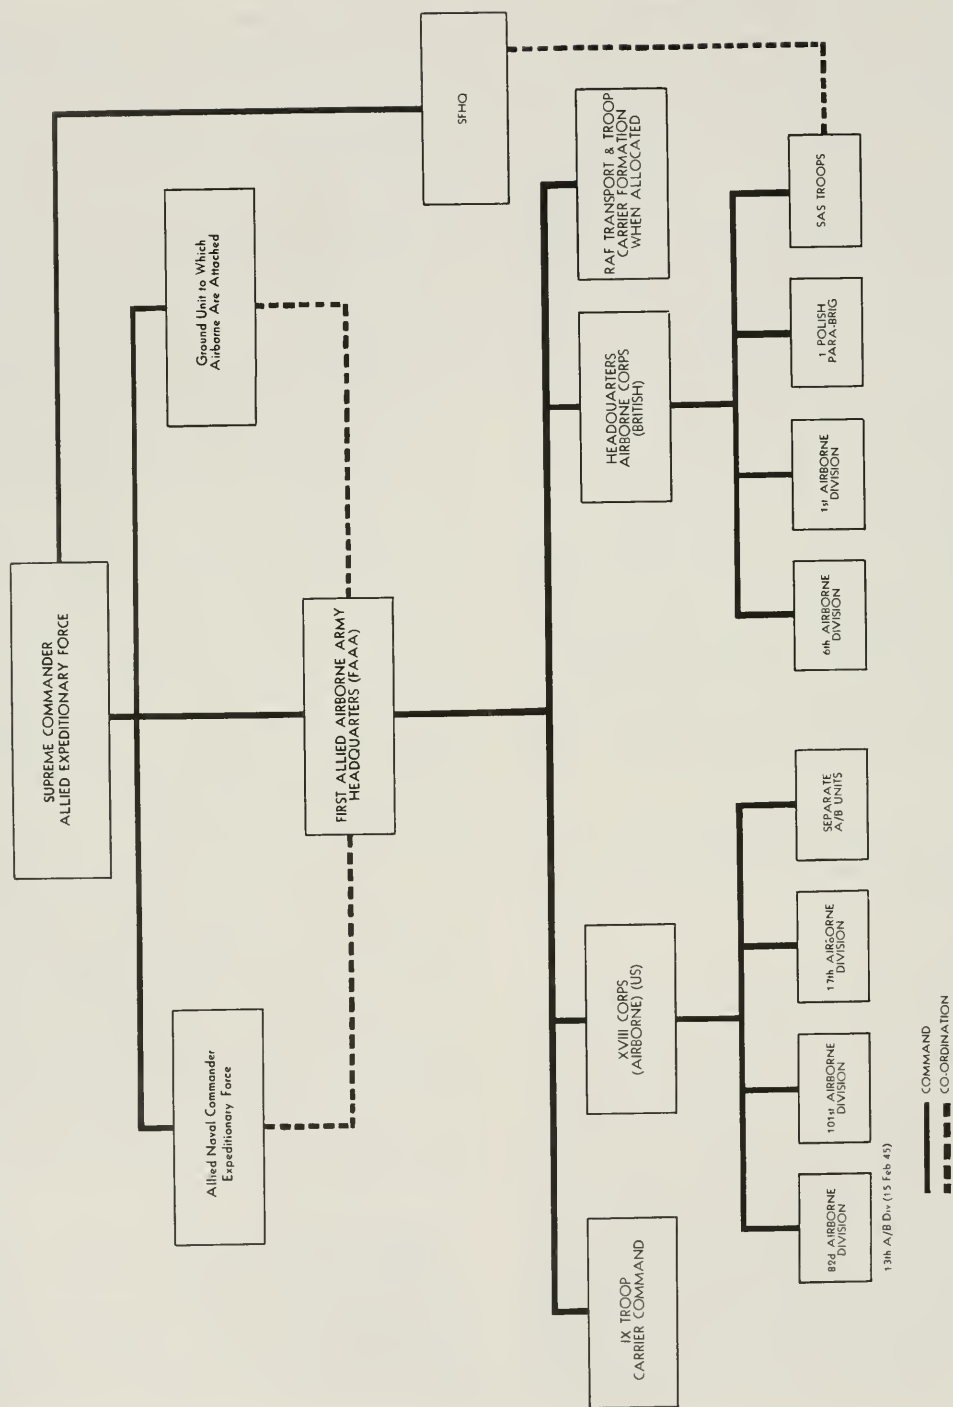 SUPREME COMMANDER
ALLIED EXPEDITIONARY FORCE
SFHQ
Allied Naval Commander
Expeditionary Force
Ground Unit to Which
Airborne Are Attached
FIRST ALLIED AIRBORNE ARMY
HEADQUARTERS (FAAA)
IX TROOP
CARRIER COMMAND
XVIII CORPS
(AIRBORNE) (US)
HEADQUARTERS
AIRBORNE CORPS
(BRITISH)
RAF TRANSPORT & TROOP
CARRIER FORMATION
WHEN ALLOCATED
82d AIRBORNE
DIVISION
101st AIRBORNE
DIVISION
17th AIRBORNE
DIVISION
SEPARATE
A/B UNITS
6th AIRBORNE
DIVISION
1st AIRBORNE
DIVISION
1 POLISH
PARA-BRIG
SAS TROOPS
13th A/B Div (15 Feb 45)
COMMAND
CO-ORDINATION